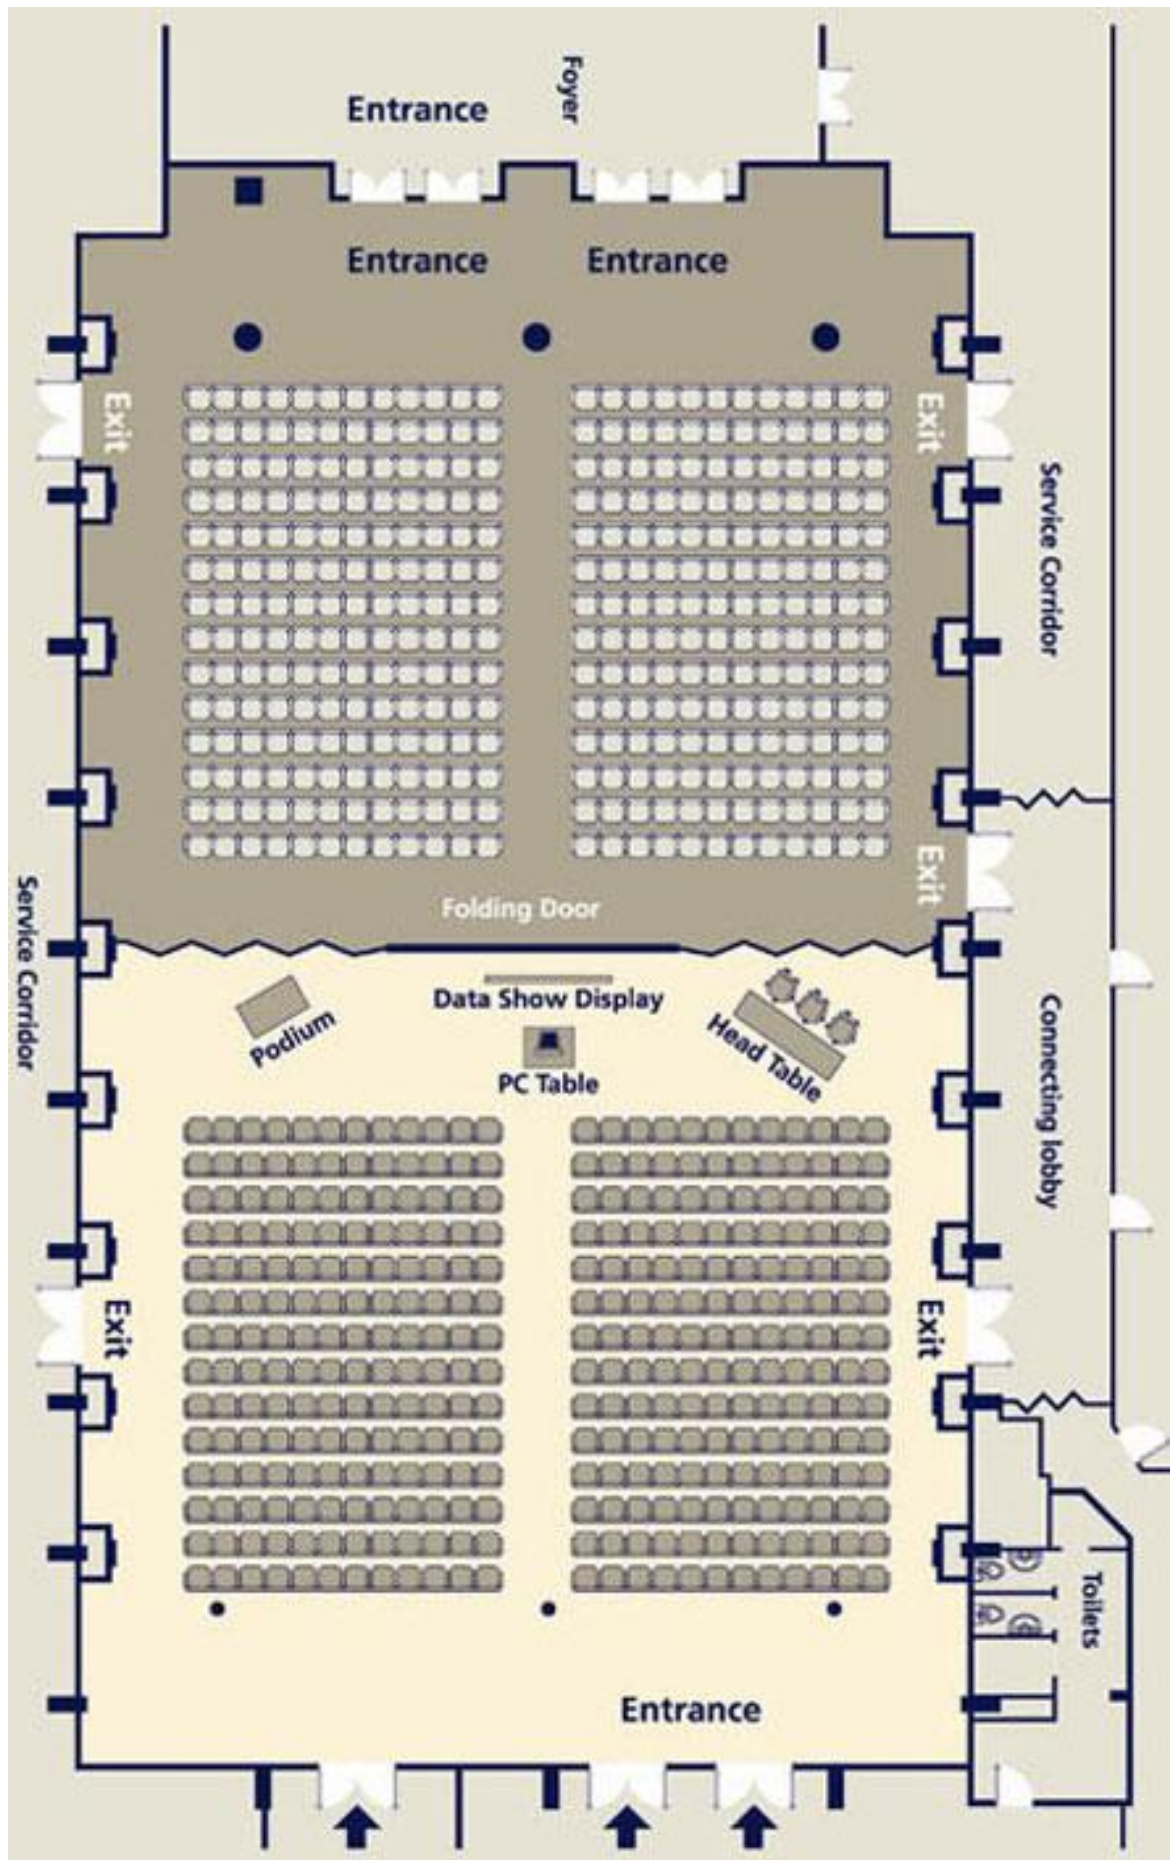 Foyer
Entrance
Entrance
Entrance
Exit
Exit
Service Corridor
Exit
Service Corridor
Folding Door
Data Show Display
Podium
Head Table
PC Table
Connecting lobby
Exit
Exit
Toilets
Entrance